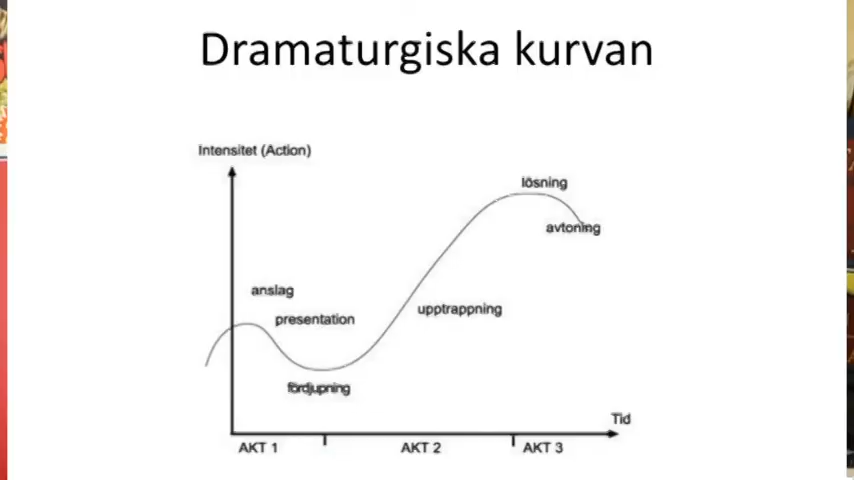 Dramaturgiska kurvan
Intensitet (Action)
lösning
avtoning
anslag
presentation
upptrappning
fördjupning
Tid
AKT 1
AKT 2
AKT 3